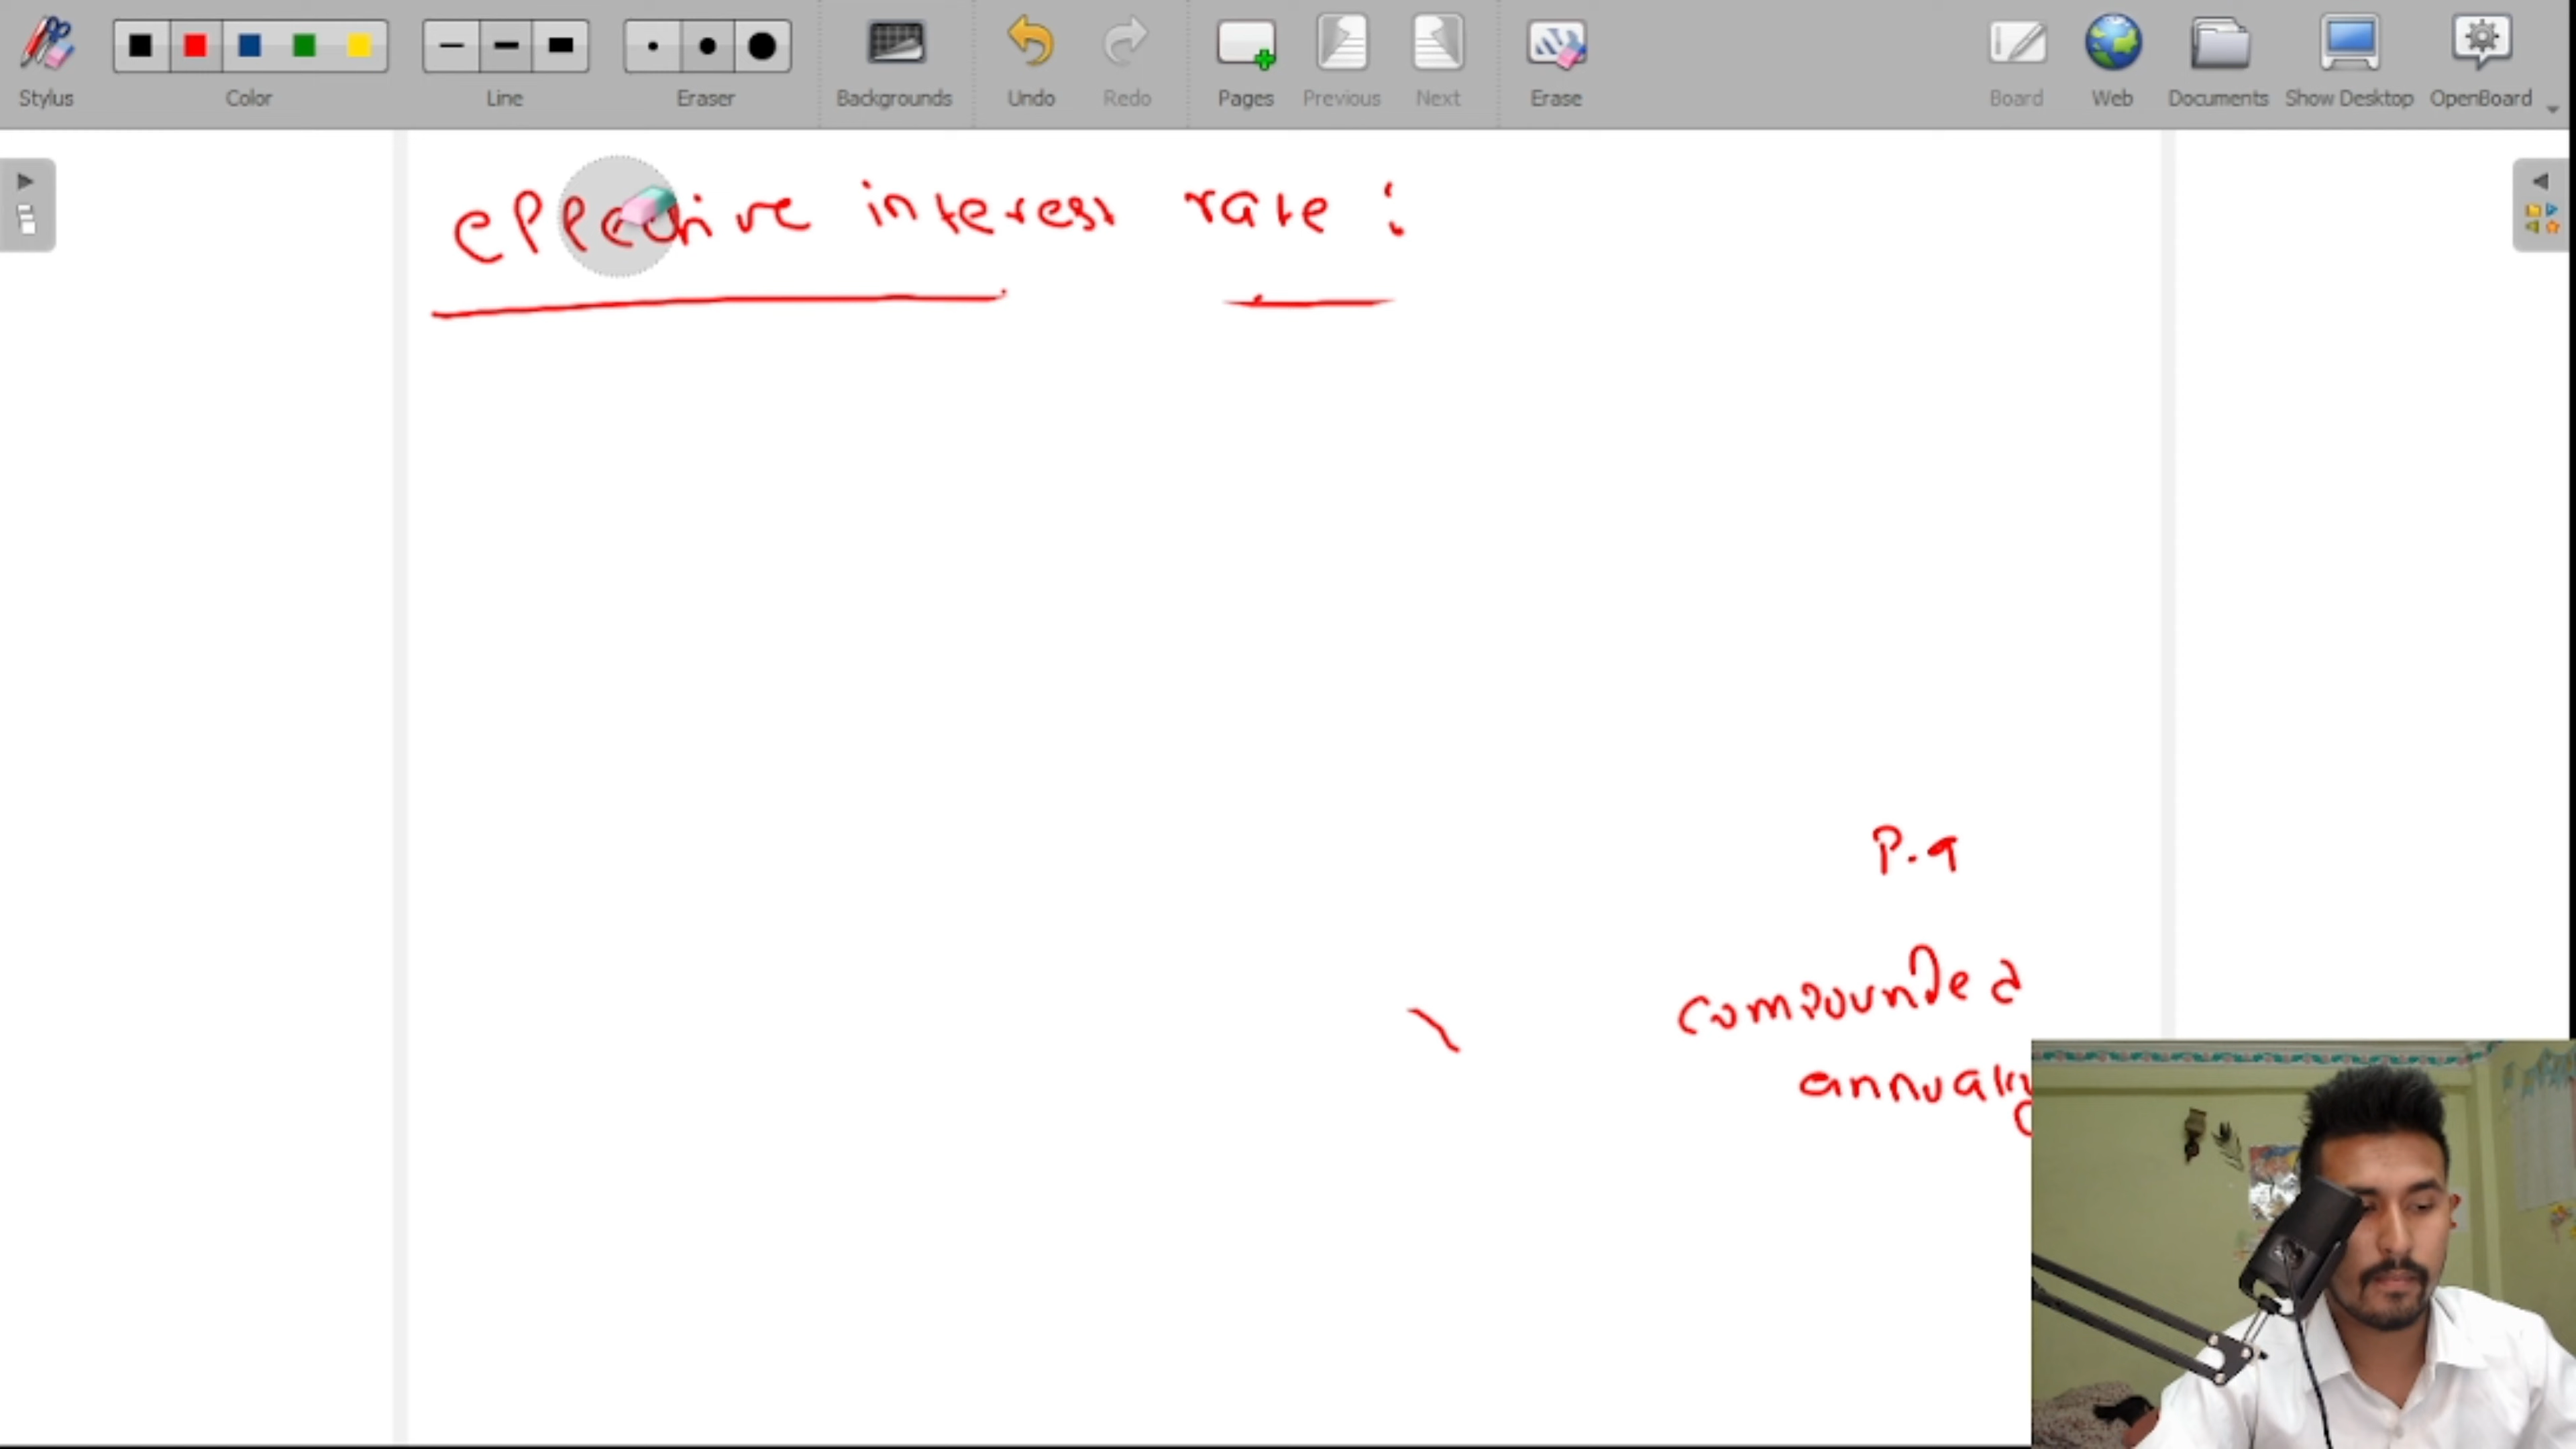 Stylus
Color
Line
Eraser
Backgrounds
Undo
Redo
Pages
Previous
Next
Erase
Board
Web
Documents
Show Desktop
OpenBoard
effective interest rate :
P.a
compounded
annually